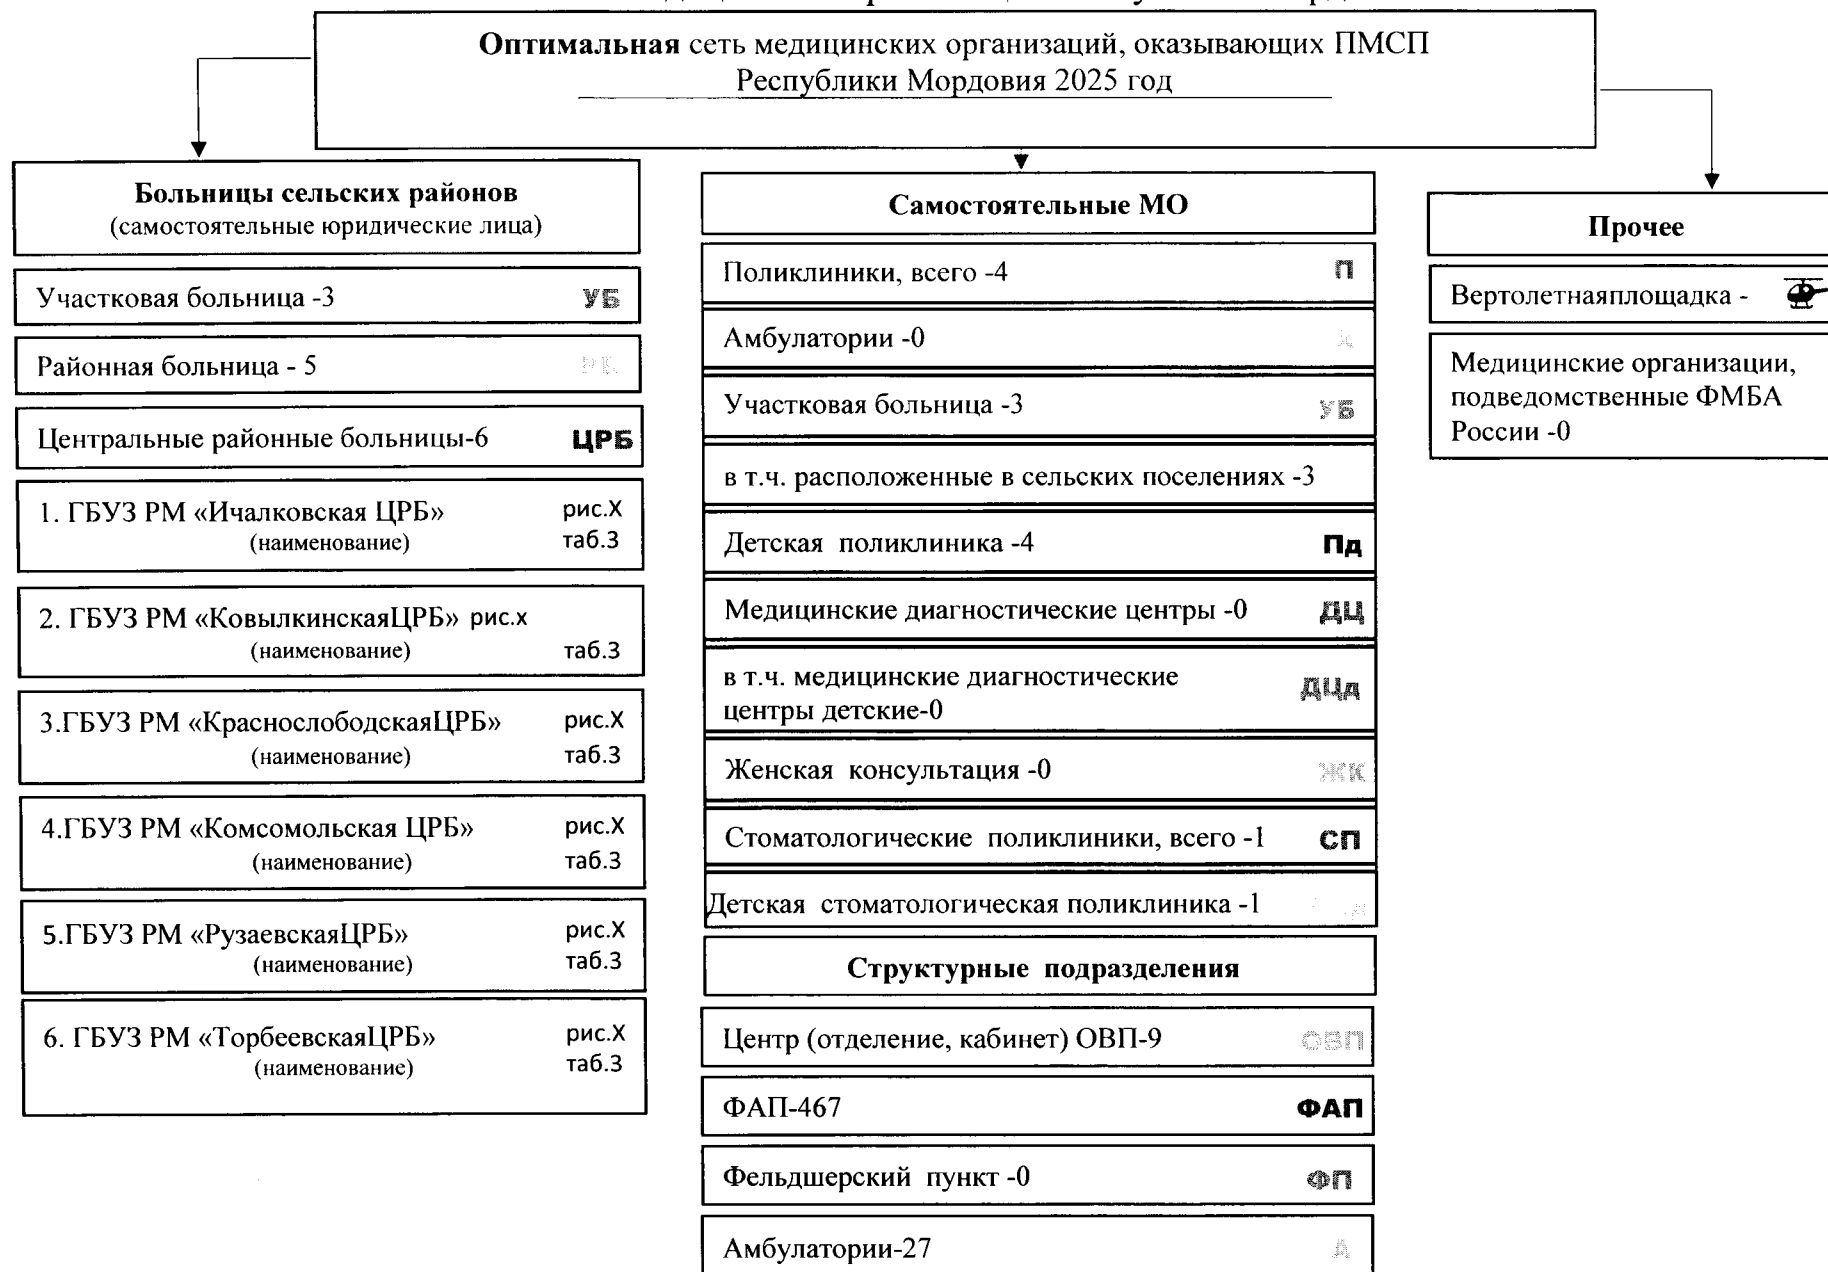 Оптимальная сеть медицинских организаций, оказывающих ПМСП
Республики Мордовия 2025 год
Больницы сельских районов
(самостоятельные юридические лица)
Участковая больница -3 УБ
Районная больница - 5 РБ
Центральные районные больницы-6 ЦРБ
1. ГБУЗ РМ «Ичалковская ЦРБ» рис.Х
(наименование) таб.3
2. ГБУЗ РМ «КовылкинскаяЦРБ» рис.х
(наименование) таб.3
3.ГБУЗ РМ «КраснослободскаяЦРБ» рис.Х
(наименование) таб.3
4.ГБУЗ РМ «Комсомольская ЦРБ» рис.Х
(наименование) таб.3
5.ГБУЗ РМ «РузаевскаяЦРБ» рис.Х
(наименование) таб.3
6. ГБУЗ РМ «ТорбеевскаяЦРБ» рис.Х
(наименование) таб.3
Самостоятельные МО
Поликлиники, всего -4 П
Амбулатории -0 А
Участковая больница -3 УБ
в т.ч. расположенные в сельских поселениях -3
Детская поликлиника -4 Пд
Медицинские диагностические центры -0 ДЦ
в т.ч. медицинские диагностические ДЦд
центры детские-0
Женская консультация -0 ЖК
Стоматологические поликлиники, всего -1 СП
Детская стоматологическая поликлиника -1
Структурные подразделения
Центр (отделение, кабинет) ОВП-9 ОВП
ФАП-467 ФАП
Фельдшерский пункт -0 ФП
Амбулатории-27 А
Прочее
Вертолетнаяплощадка -
Медицинские организации,
подведомственные ФМБА
России -0